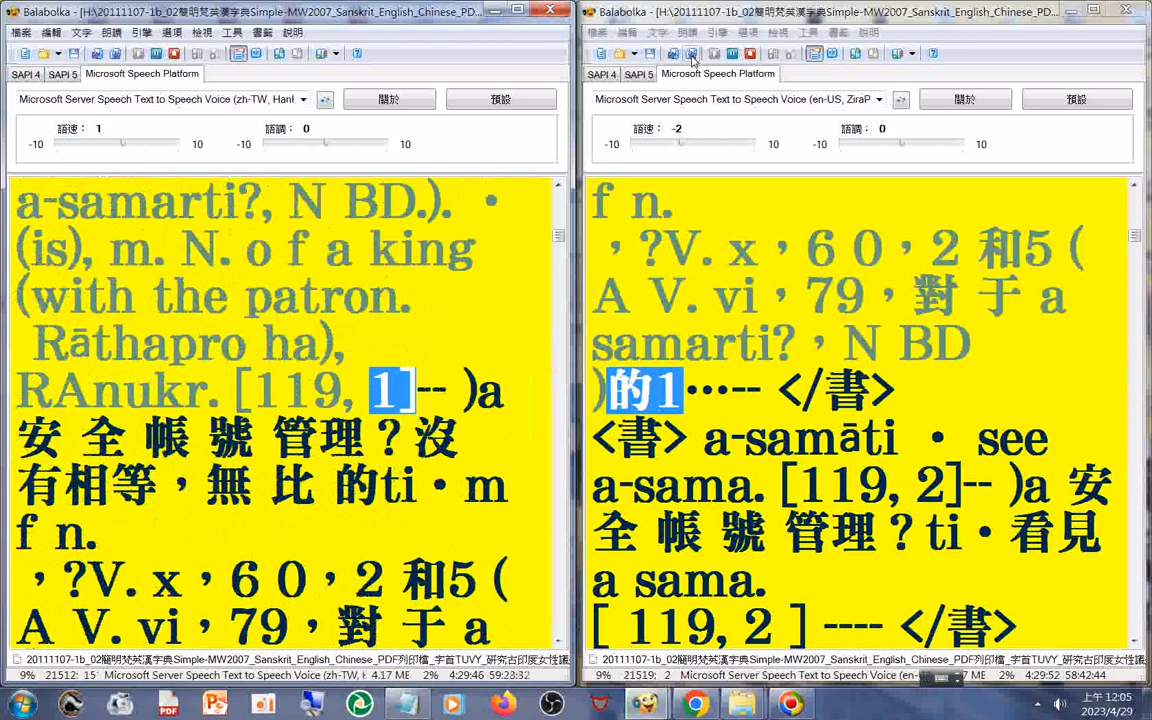 Balabolka - [H:\20111107-1b_02簡明梵英漢字典Simple-MW2007_Sanskrit_English_Chinese_PD...
檔案 編輯 文字 朗讀 引擎 選項 檢視 工具 書籤 說明
SAPI 4 SAPI 5 Microsoft Speech Platform
Microsoft Server Speech Text to Speech Voice (zh-TW, HanH
關於 預設
語速： 1 語調： 0
-10 10 -10 10
a-samarti?, N BD.). •
(is), m. N. o f a king
(with the patron.
Rāthapro ha),
RAnukr. [119, 1]-- )a
安 全 帳 號 管理？沒
有相等，無 比 的ti・m
f n.
，?V. x，6 0，2 和5 (
A V. vi，79，對 于 a
20111107-1b_02簡明梵英漢字典Simple-MW2007_Sanskrit_English_Chinese_PDF列印檔_字首TUVY_研究古印度女性議
9% 21512: 15 4.17 ME 2% 4:29:46 59:23:32 Microsoft Server Speech Text to Speech Voice (zh-TW, H
Balabolka - [H:\20111107-1b_02簡明梵英漢字典Simple-MW2007_Sanskrit_English_Chinese_PDF...
檔案 編輯 文字 朗讀 引擎 選項 檢視 工具 書籤 說明
SAPI 4 SAPI 5 Microsoft Speech Platform
Microsoft Server Speech Text to Speech Voice (en-US, ZiraP
關於 預設
語速： -2 語調： 0
-10 10 -10 10
f n.
，?V. x，6 0，2 和5 (
A V. vi，79，對 于 a
samarti?，N BD
)的1…-- </書>
<書> a-samāti • see
a-sama. [119, 2]-- )a 安
全 帳 號 管理？ti・看見
a sama.
[ 119, 2 ] ---- </書>
20111107-1b_02簡明梵英漢字典Simple-MW2007_Sanskrit_English_Chinese_PDF列印檔_字首TUVY_研究古印度女性議
9% 21519: 2 4.17 ME 2% 4:29:52 58:42:44 Microsoft Server Speech Text to Speech Voice (en-
上午 12:05
2023/4/29